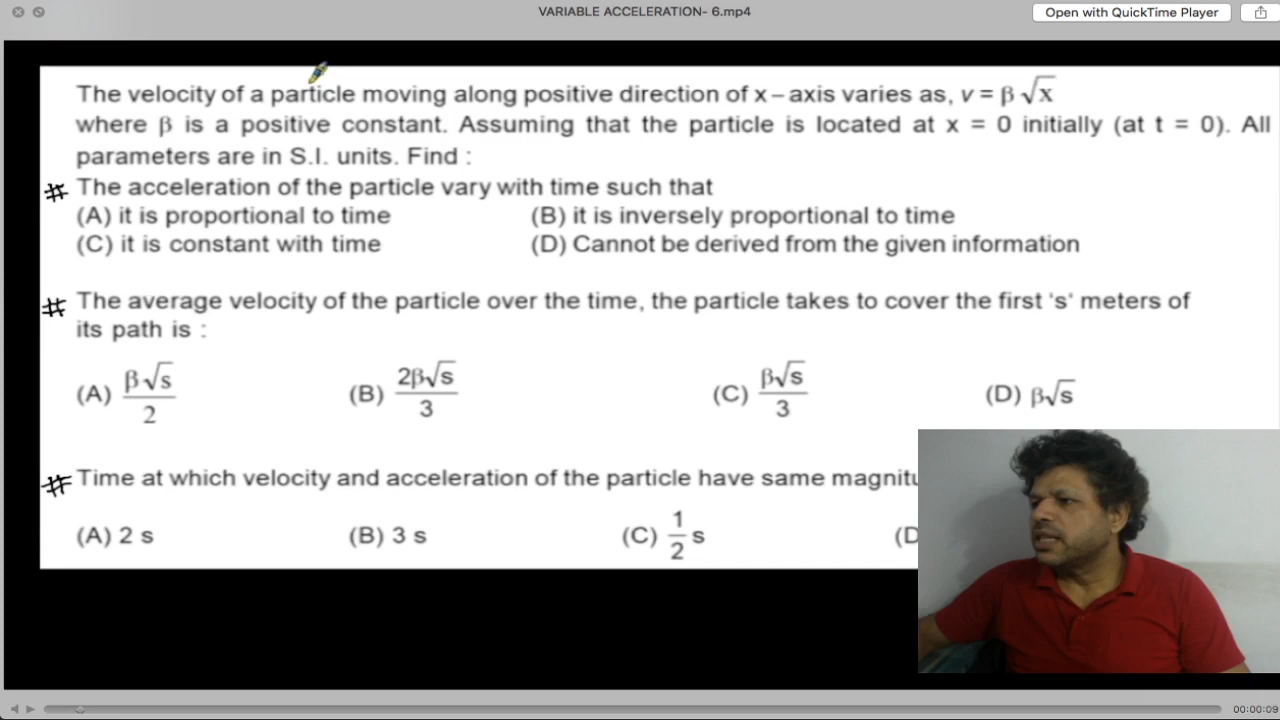 VARIABLE ACCELERATION- 6.mp4
Open with QuickTime Player
The velocity of a particle moving along positive direction of x – axis varies as, v = β √x
where β is a positive constant. Assuming that the particle is located at x = 0 initially (at t = 0). All
parameters are in S.I. units. Find :
# The acceleration of the particle vary with time such that
(A) it is proportional to time (B) it is inversely proportional to time
(C) it is constant with time (D) Cannot be derived from the given information
# The average velocity of the particle over the time, the particle takes to cover the first 's' meters of
its path is :
(A) β√s/2 (B) 2β√s/3 (C) β√s/3 (D) β√s
# Time at which velocity and acceleration of the particle have same
(A) 2 s (B) 3 s (C) 1/2 s (D
00:00:09